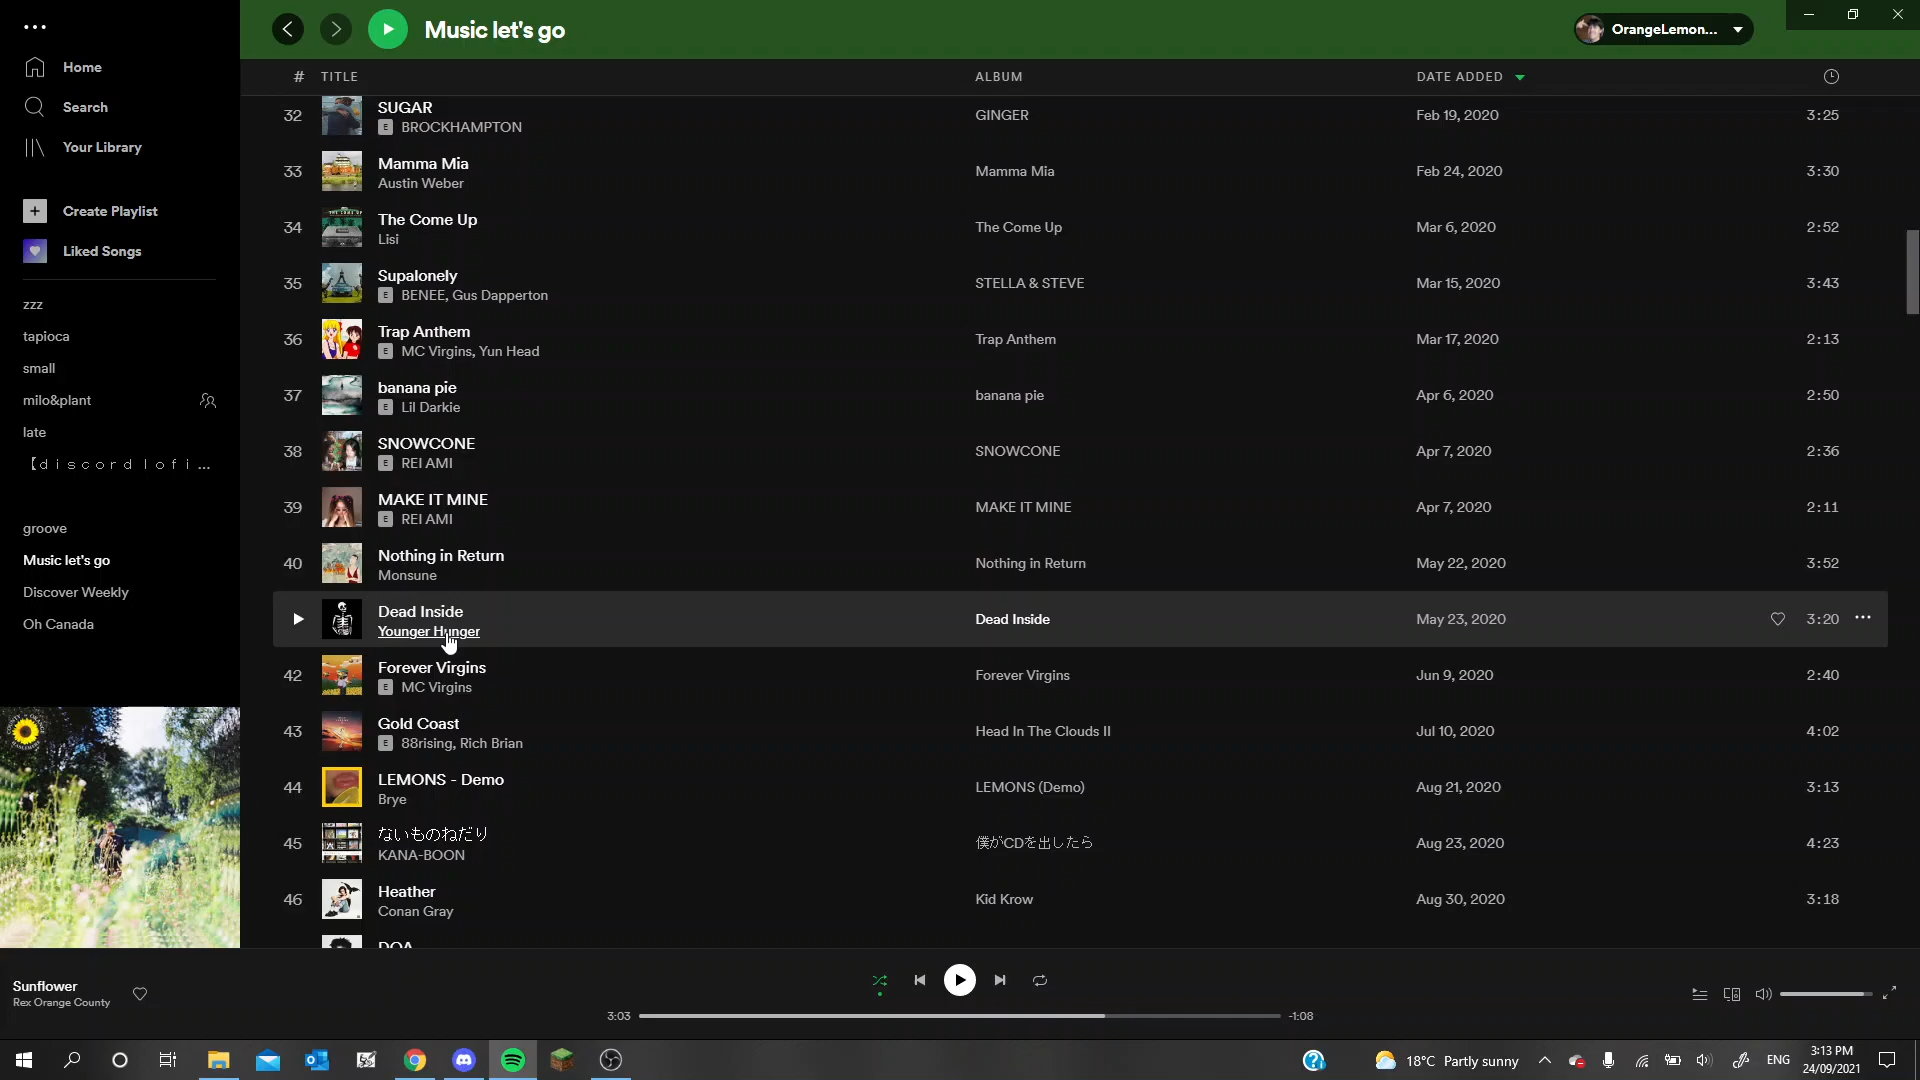 Music let's go
OrangeLemon...
Home
Search
Your Library
Create Playlist
Liked Songs
zzz
tapioca
small
milo&plant
late
【d i s c o r d l o f i ...
groove
Music let's go
Discover Weekly
Oh Canada
# TITLE ALBUM DATE ADDED
32 SUGAR GINGER Feb 19, 2020 3:25
E BROCKHAMPTON
33 Mamma Mia Mamma Mia Feb 24, 2020 3:30
Austin Weber
34 The Come Up The Come Up Mar 6, 2020 2:52
Lisi
35 Supalonely STELLA & STEVE Mar 15, 2020 3:43
E BENEE, Gus Dapperton
36 Trap Anthem Trap Anthem Mar 17, 2020 2:13
E MC Virgins, Yun Head
37 banana pie banana pie Apr 6, 2020 2:50
E Lil Darkie
38 SNOWCONE SNOWCONE Apr 7, 2020 2:36
E REI AMI
39 MAKE IT MINE MAKE IT MINE Apr 7, 2020 2:11
E REI AMI
40 Nothing in Return Nothing in Return May 22, 2020 3:52
Monsune
Dead Inside Dead Inside May 23, 2020 3:20
Younger Hunger
42 Forever Virgins Forever Virgins Jun 9, 2020 2:40
E MC Virgins
43 Gold Coast Head In The Clouds II Jul 10, 2020 4:02
E 88rising, Rich Brian
44 LEMONS - Demo LEMONS (Demo) Aug 21, 2020 3:13
Brye
45 ないものねだり 僕がCDを出したら Aug 23, 2020 4:23
KANA-BOON
46 Heather Kid Krow Aug 30, 2020 3:18
Conan Gray
DOA
Sunflower
Rex Orange County
3:03 -1:08
18°C Partly sunny ENG 3:13 PM
24/09/2021